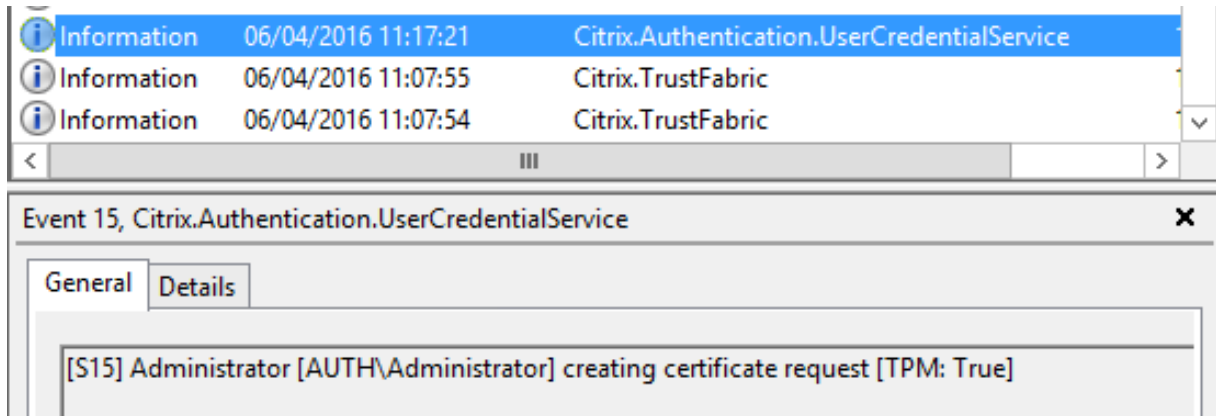 Information 06/04/2016 11:17:21 Citrix.Authentication.UserCredentialService
Information 06/04/2016 11:07:55 Citrix.TrustFabric
Information 06/04/2016 11:07:54 Citrix.TrustFabric
Event 15, Citrix.Authentication.UserCredentialService
General Details
[S15] Administrator [AUTH\Administrator] creating certificate request [TPM: True]